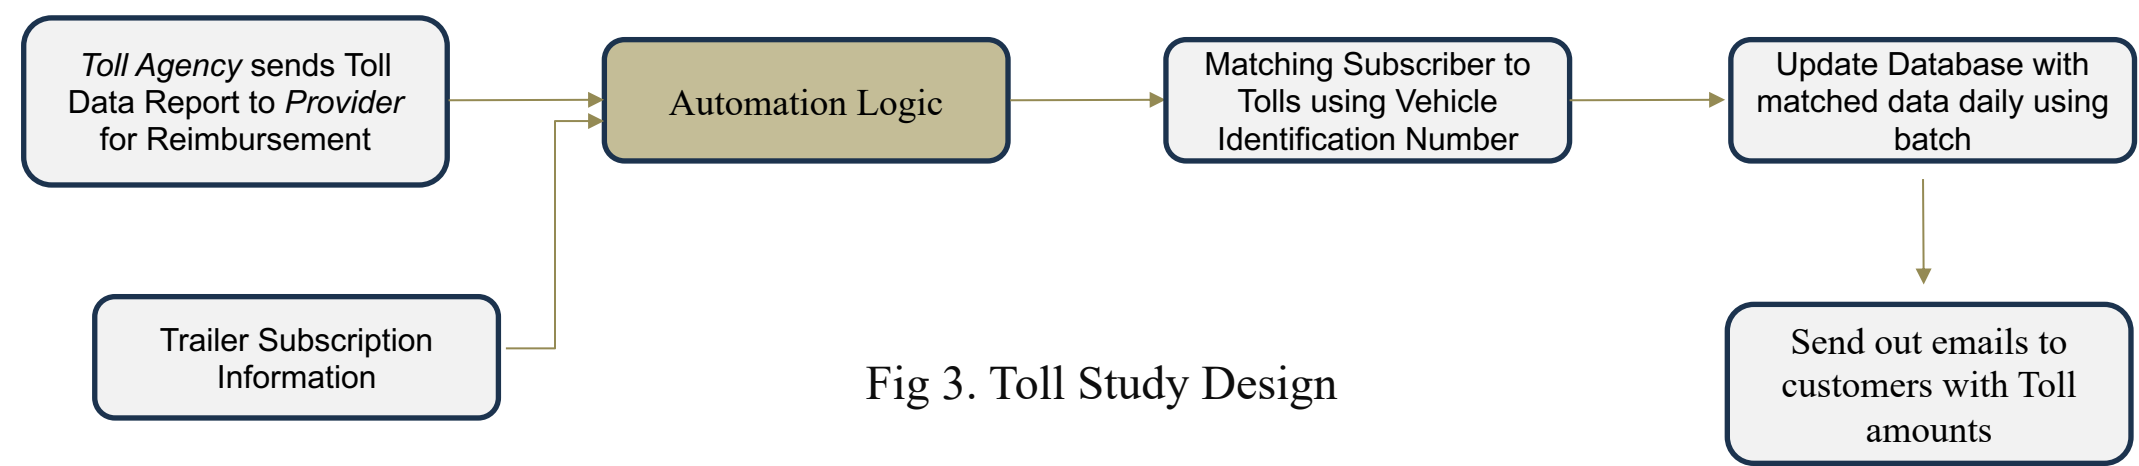 Toll Agency sends Toll
Data Report to Provider
for Reimbursement
Automation Logic
Matching Subscriber to
Tolls using Vehicle
Identification Number
Update Database with
matched data daily using
batch
Trailer Subscription
Information
Send out emails to
customers with Toll
amounts
Fig 3. Toll Study Design